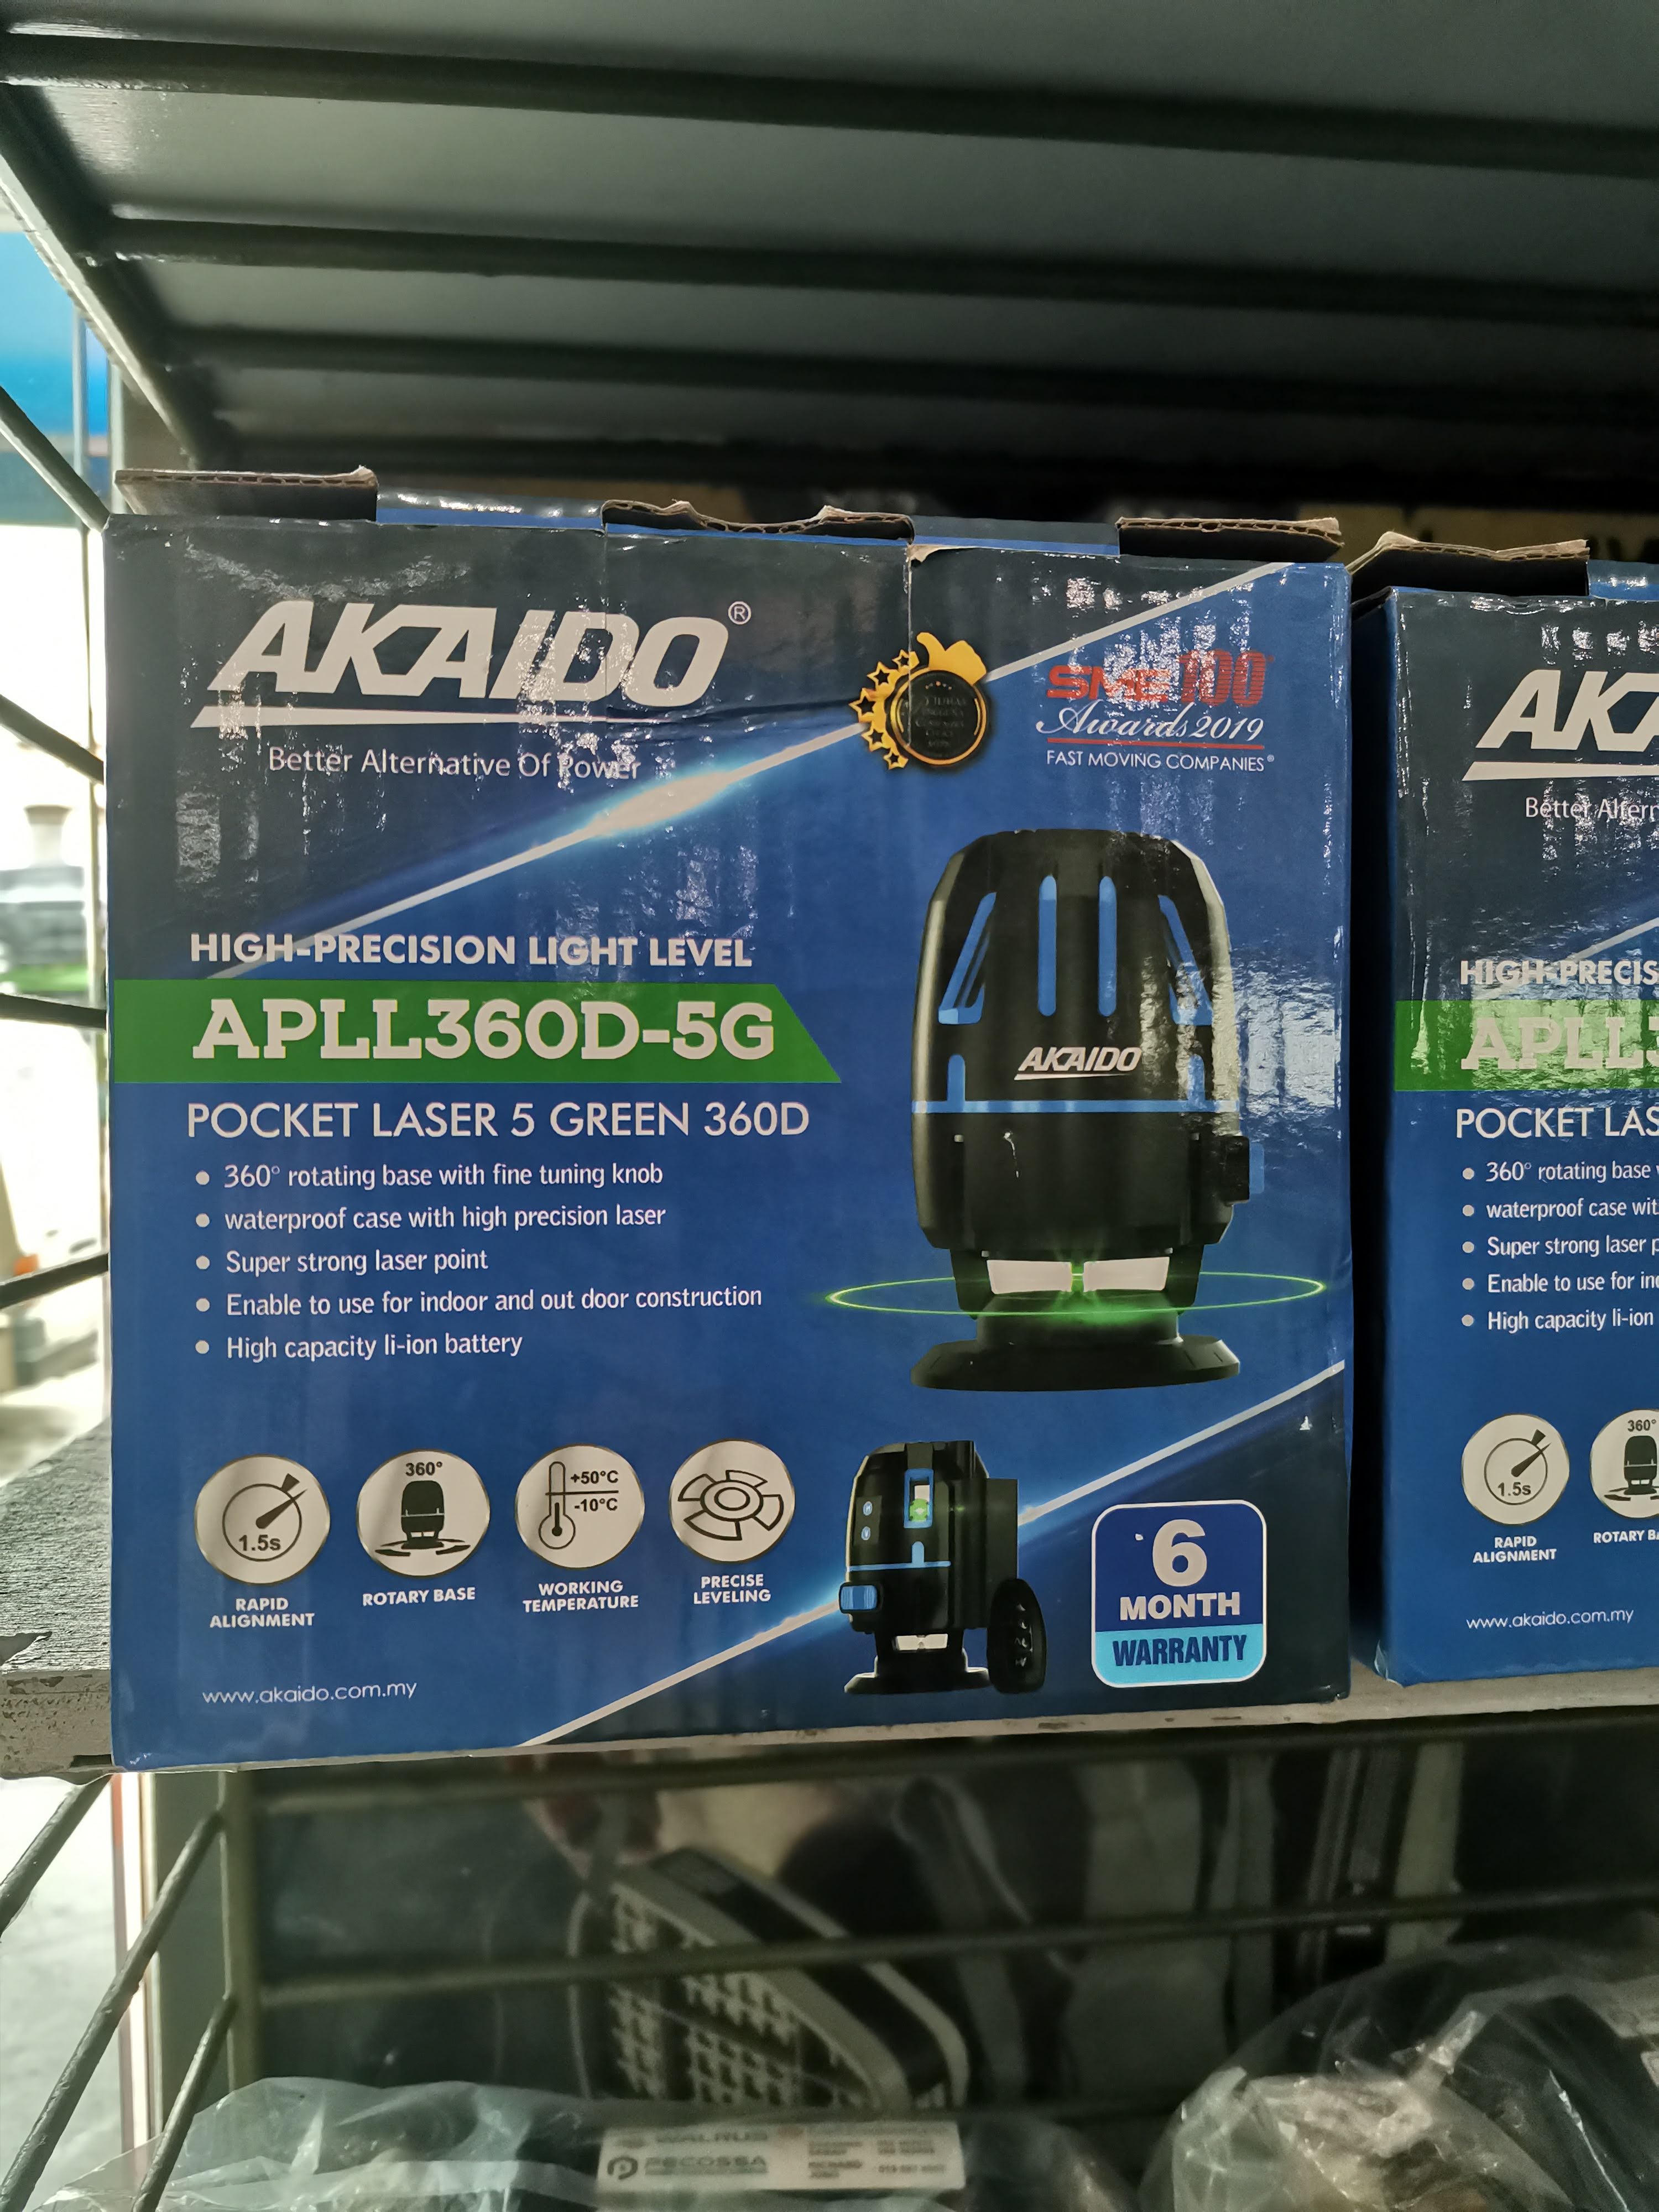 AKAIDO®
Better Alternative Of Power
SME100
Awards2019
FAST MOVING COMPANIES®
HIGH-PRECISION LIGHT LEVEL
APLL360D-5G
POCKET LASER 5 GREEN 360D
• 360° rotating base with fine tuning knob
• waterproof case with high precision laser
• Super strong laser point
• Enable to use for indoor and out door construction
• High capacity li-ion battery
AKAIDO
1.5s
RAPID
ALIGNMENT
360°
ROTARY BASE
+50°C
-10°C
WORKING
TEMPERATURE
PRECISE
LEVELING
6
MONTH
WARRANTY
www.akaido.com.my
AKA
Better Altern
HIGH-PRECIS
APLL3
POCKET LAS
• 360° rotating base
• waterproof case wit
• Super strong laser p
• Enable to use for in
• High capacity li-ion
1.5s
RAPID
ALIGNMENT
360°
ROTARY BA
www.akaido.com.my
WALRUS
PECOSSA